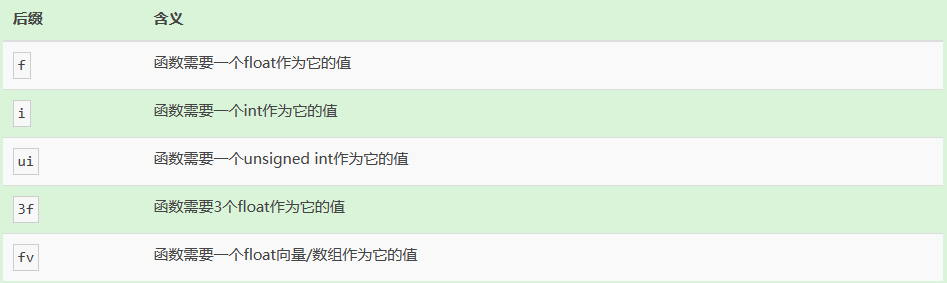 后缀 含义
f 函数需要一个float作为它的值
i 函数需要一个int作为它的值
ui 函数需要一个unsigned int作为它的值
3f 函数需要3个float作为它的值
fv 函数需要一个float向量/数组作为它的值